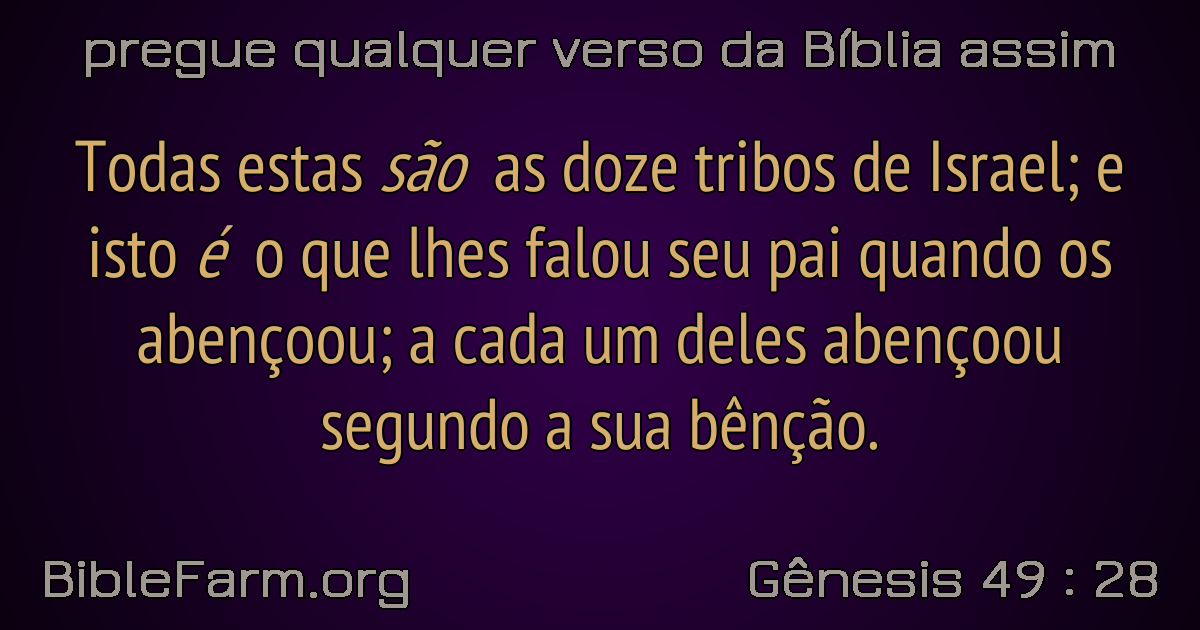 pregue qualquer verso da Bíblia assim
Todas estas são as doze tribos de Israel; e
isto é o que lhes falou seu pai quando os
abençoou; a cada um deles abençoou
segundo a sua bênção.
BibleFarm.org
Gênesis 49 : 28